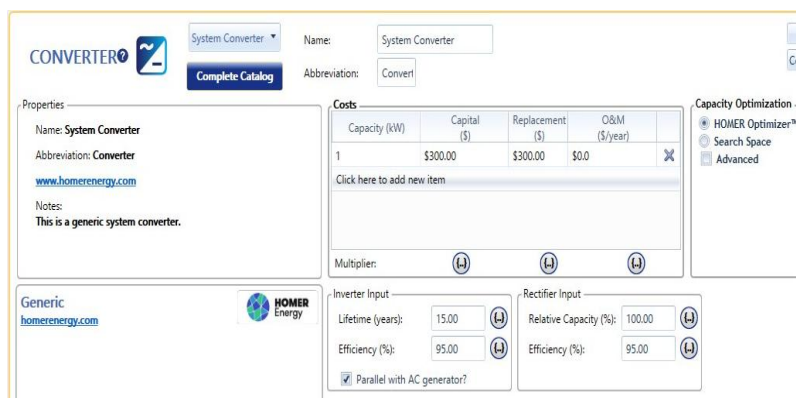 CONVERTER
System Converter
Complete Catalog
Name: System Converter
Abbreviation: Convert
Properties
Name: System Converter
Abbreviation: Converter
www.homerenergy.com
Notes:
This is a generic system converter.
Costs
Capacity (kW) Capital ($) Replacement ($) O&M ($/year)
1 $300.00 $300.00 $0.0
Click here to add new item
Multiplier: {..} {..} {..}
Capacity Optimization
HOMER Optimizer™
Search Space
Advanced
Generic
homerenergy.com
HOMER
Energy
Inverter Input
Lifetime (years): 15.00 {..}
Efficiency (%): 95.00 {..}
Parallel with AC generator?
Rectifier Input
Relative Capacity (%): 100.00 {..}
Efficiency (%): 95.00 {..}